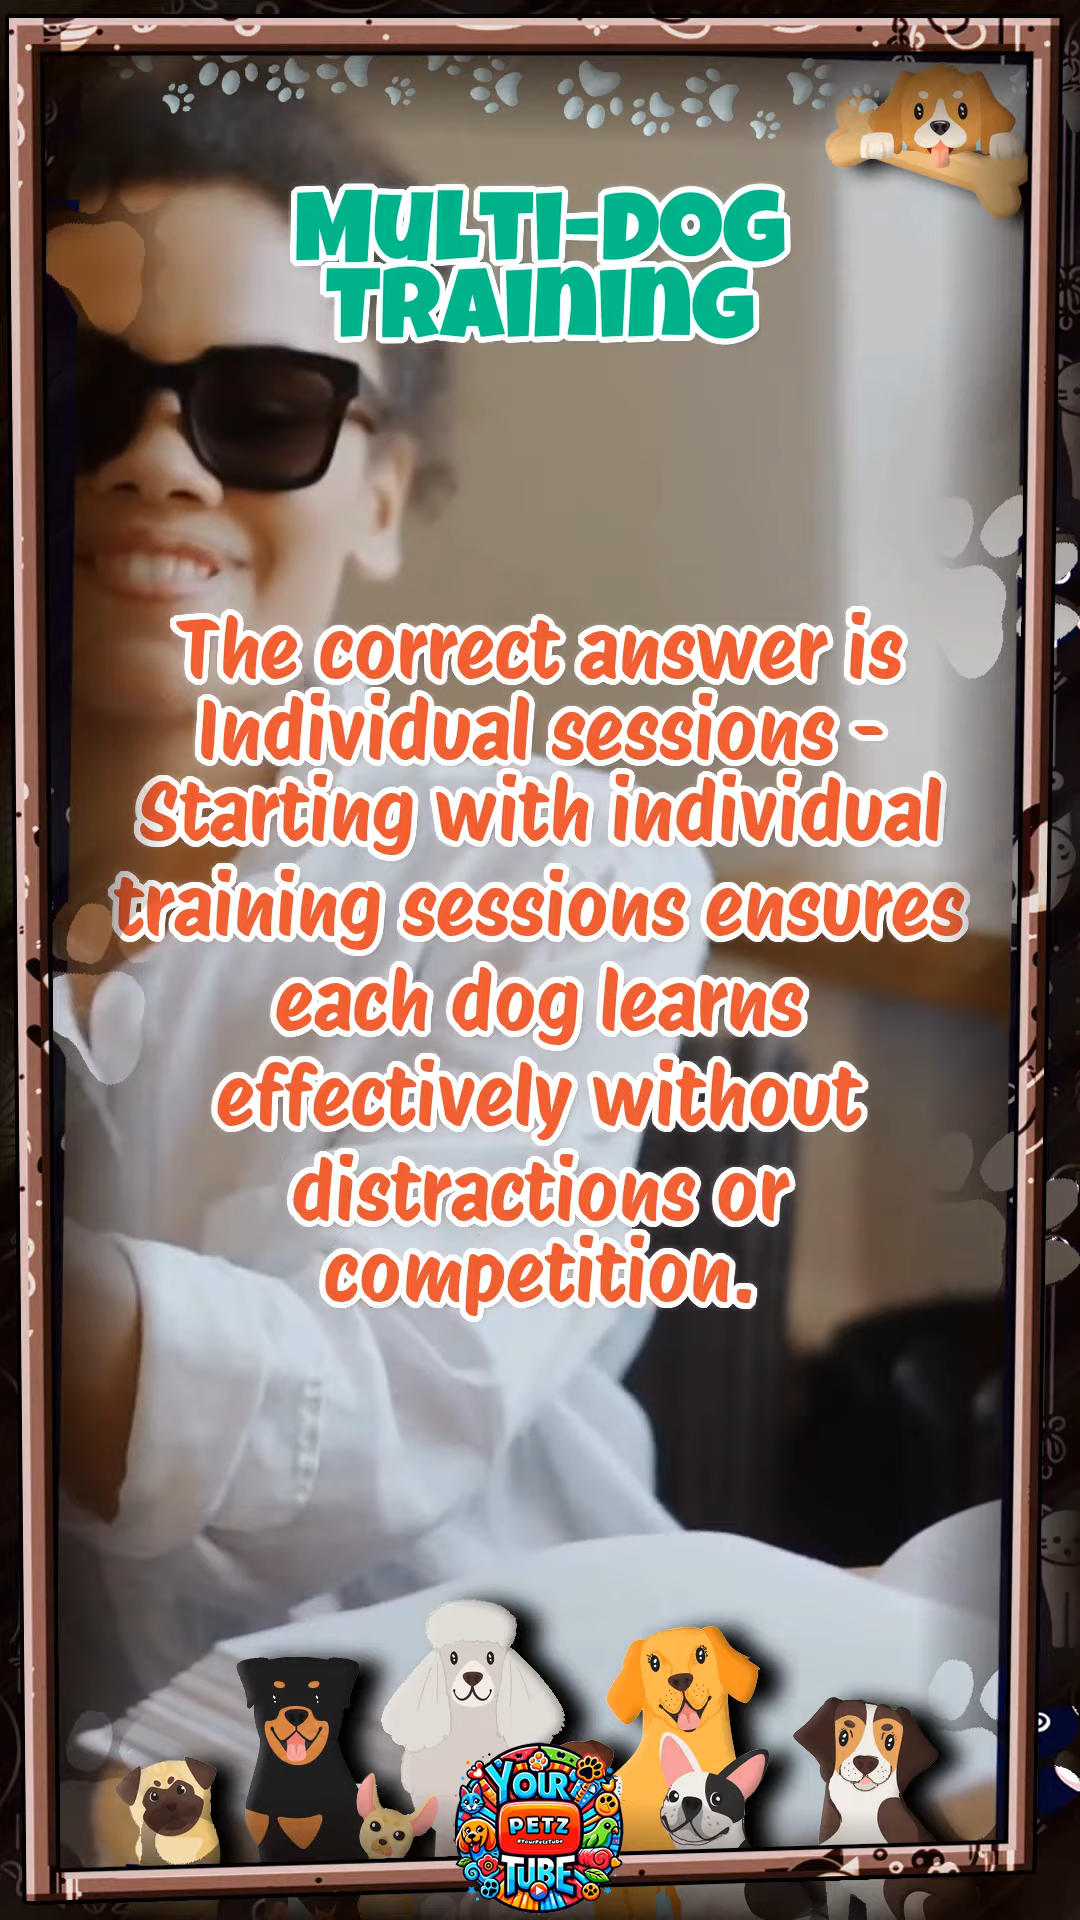 MULTI-DOG
TRAINING
The correct answer is
Individual sessions -
Starting with individual
training sessions ensures
each dog learns
effectively without
distractions or
competition.
YOUR
PETZ
#YourPetzTube
TUBE